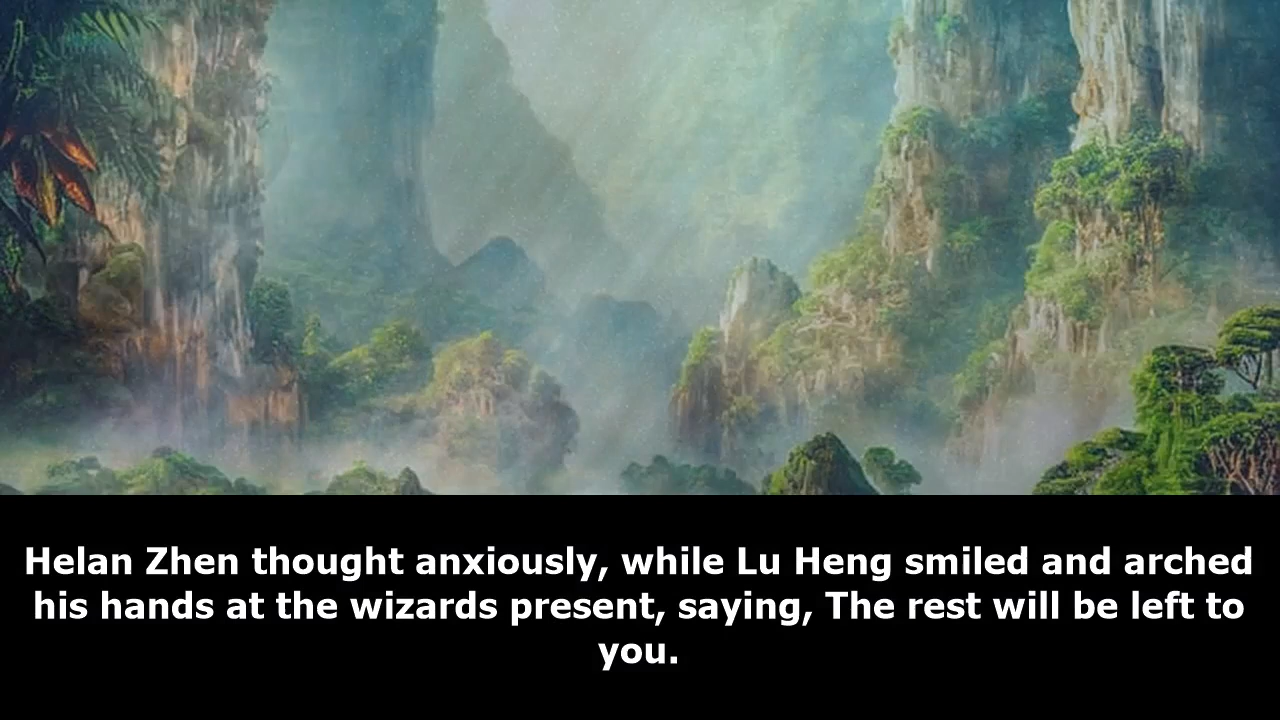 Helan Zhen thought anxiously, while Lu Heng smiled and arched
his hands at the wizards present, saying, The rest will be left to
you.